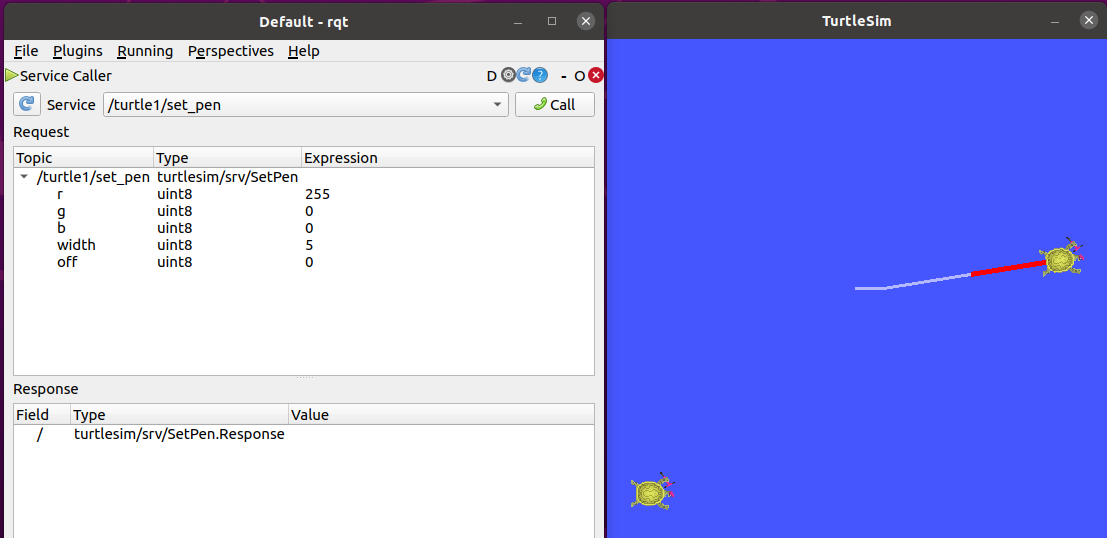 Default - rqt
File Plugins Running Perspectives Help
Service Caller D ? - O
Service /turtle1/set_pen Call
Request
Topic Type Expression
/turtle1/set_pen turtlesim/srv/SetPen
r uint8 255
g uint8 0
b uint8 0
width uint8 5
off uint8 0
Response
Field Type Value
/ turtlesim/srv/SetPen.Response
TurtleSim